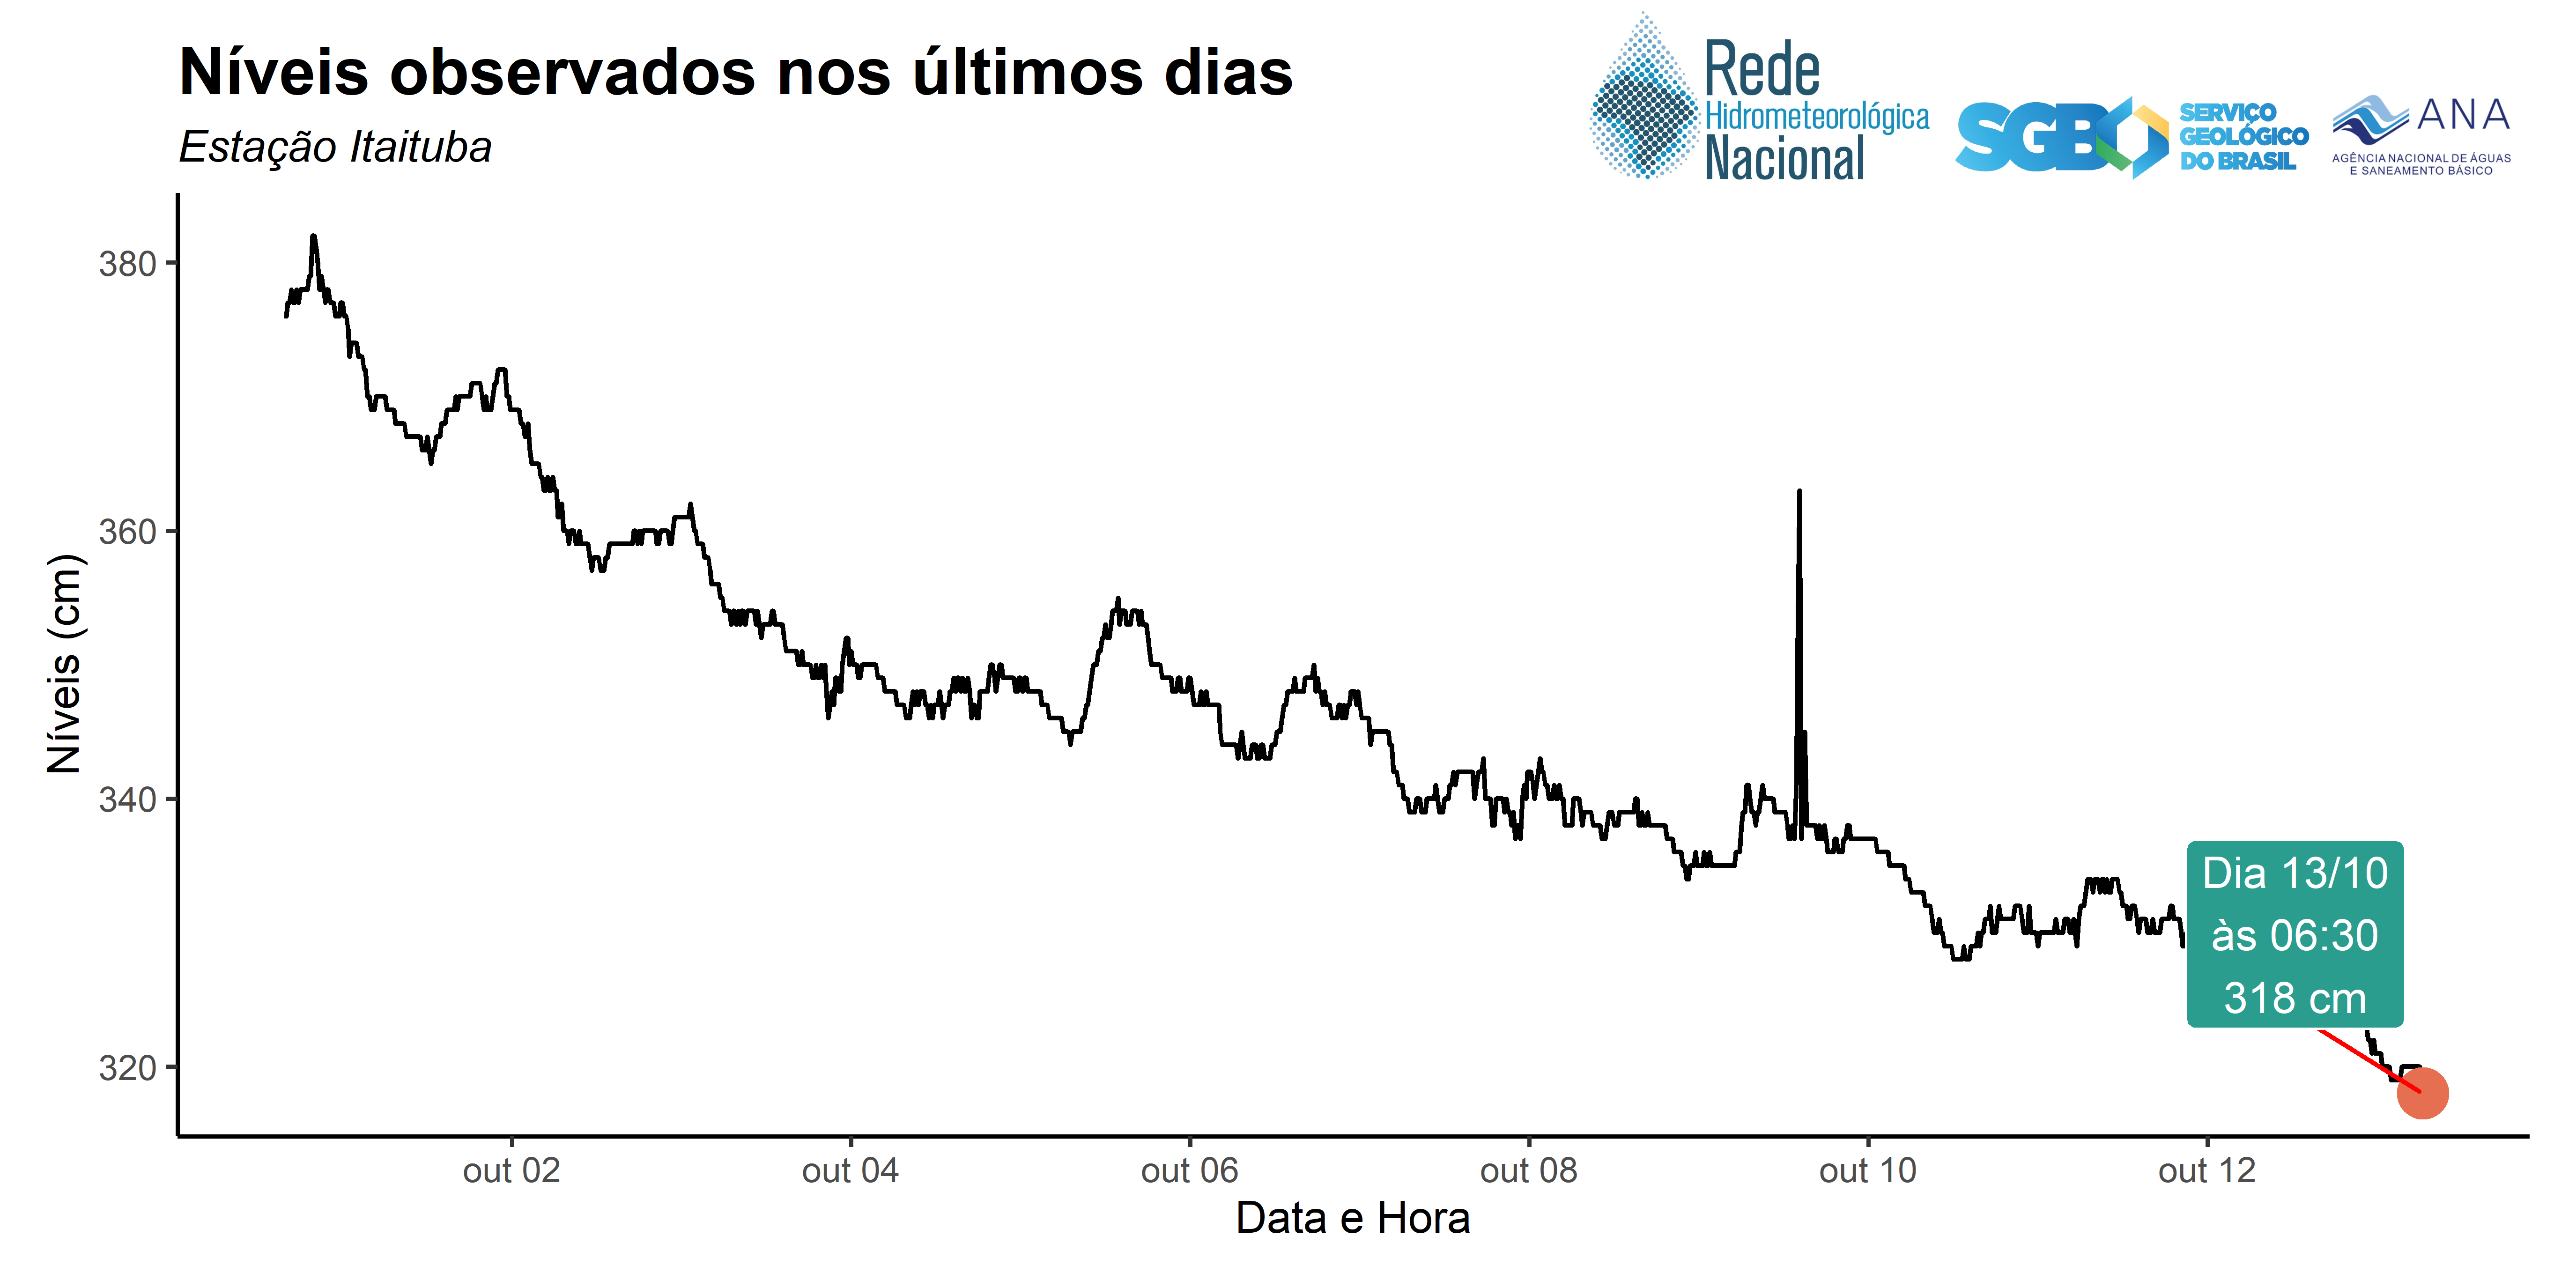 Níveis observados nos últimos dias
Estação Itaituba
Rede
Hidrometeorológica
Nacional
SGB
SERVIÇO
GEOLÓGICO
DO BRASIL
ANA
AGÊNCIA NACIONAL DE ÁGUAS
E SANEAMENTO BÁSICO
Níveis (cm)
380
360
340
320
Dia 13/10
às 06:30
318 cm
out 02
out 04
out 06
out 08
out 10
out 12
Data e Hora